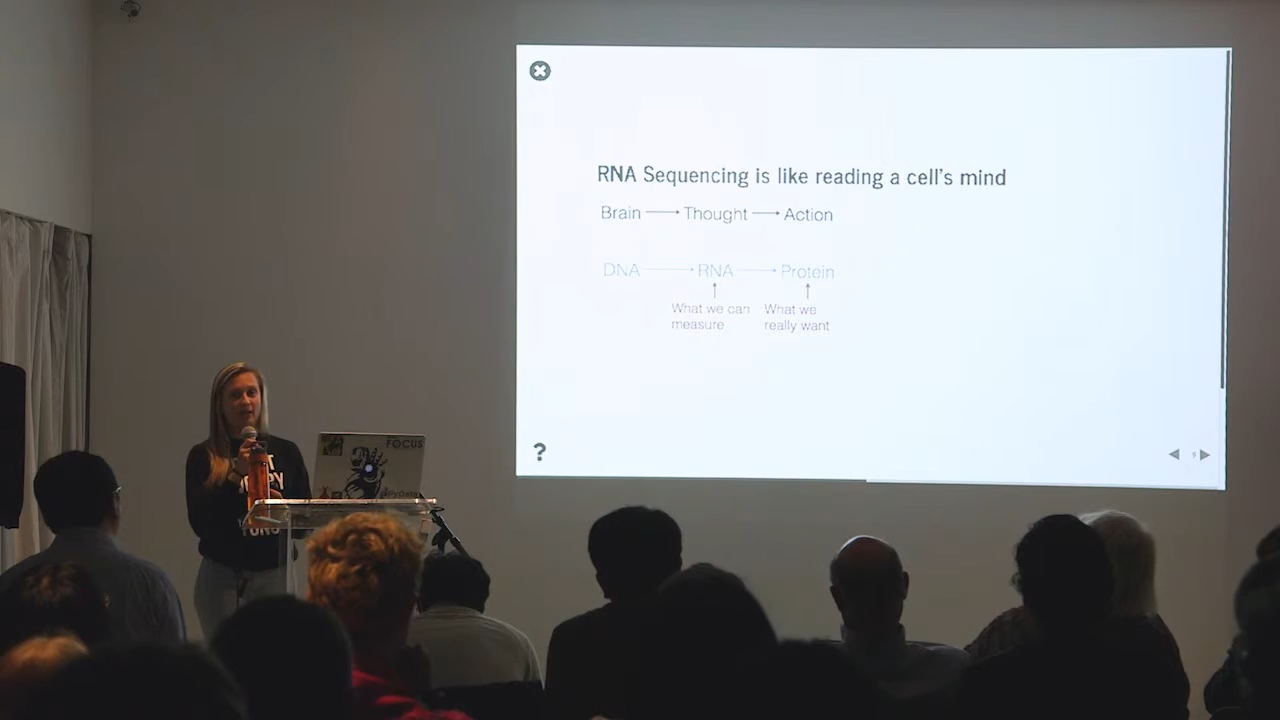 RNA Sequencing is like reading a cell's mind
Brain → Thought → Action
DNA → RNA → Protein
What we can
measure
What we
really want
?
FOCUS